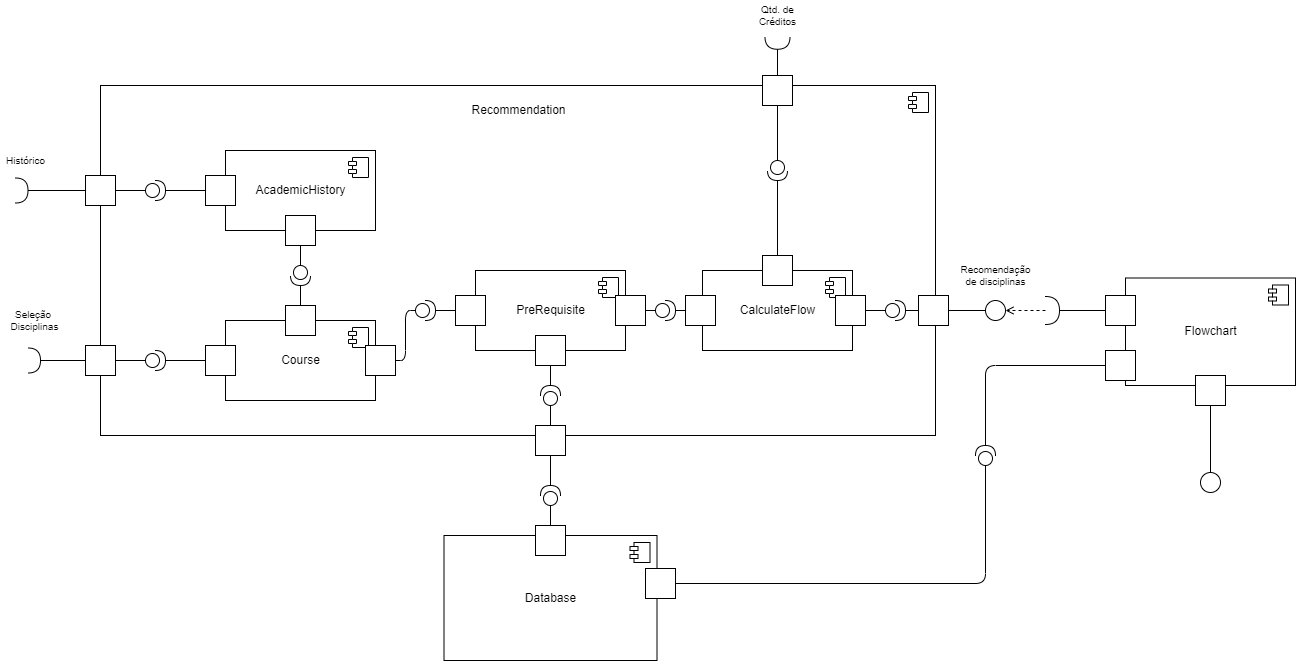 Qtd. de
Créditos
Recommendation
Histórico
AcademicHistory
Seleção
Disciplinas
Course
PreRequisite
CalculateFlow
Recomendação
de disciplinas
Flowchart
Database